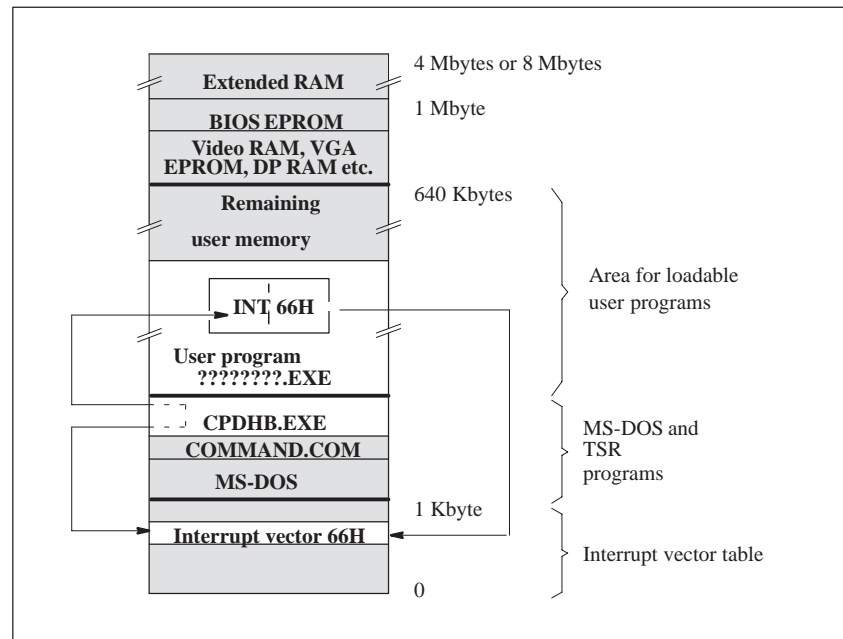 4 Mbytes or 8 Mbytes
Extended RAM
1 Mbyte
BIOS EPROM
Video RAM, VGA
EPROM, DP RAM etc.
640 Kbytes
Remaining
user memory
Area for loadable
user programs
INT 66H
User program
????????.EXE
CPDHB.EXE
MS-DOS and
TSR
programs
COMMAND.COM
MS-DOS
1 Kbyte
Interrupt vector 66H
Interrupt vector table
0